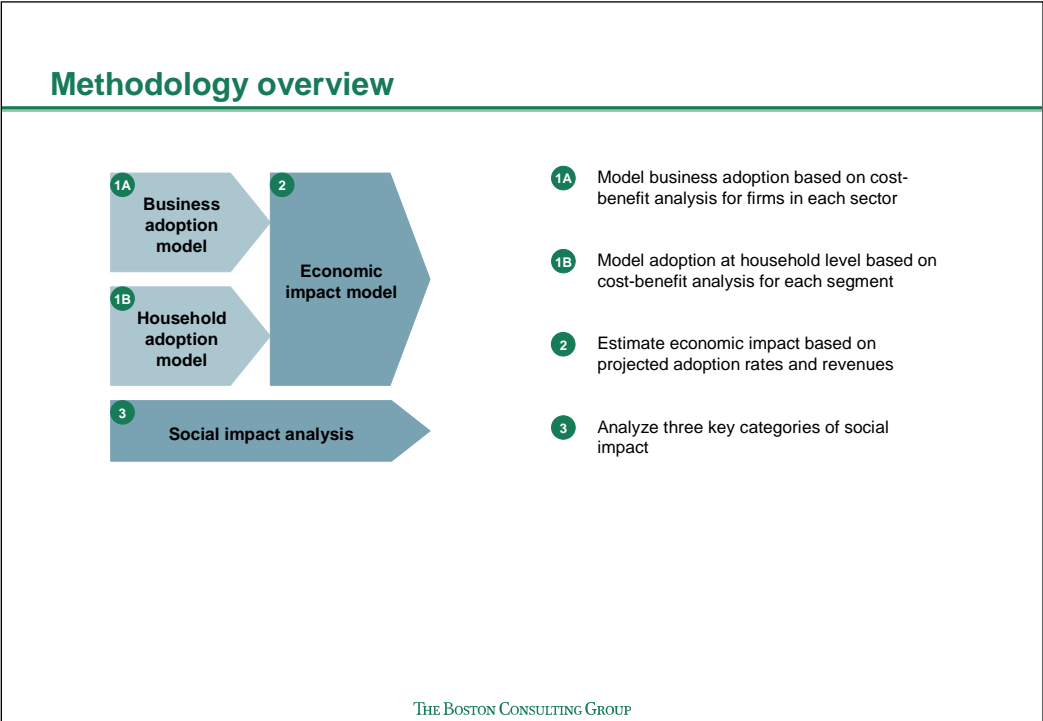 Methodology overview
1A
Business
adoption
model
1B
Household
adoption
model
2
Economic
impact model
3
Social impact analysis
1A
Model business adoption based on cost-
benefit analysis for firms in each sector
1B
Model adoption at household level based on
cost-benefit analysis for each segment
2
Estimate economic impact based on
projected adoption rates and revenues
3
Analyze three key categories of social
impact
THE BOSTON CONSULTING GROUP